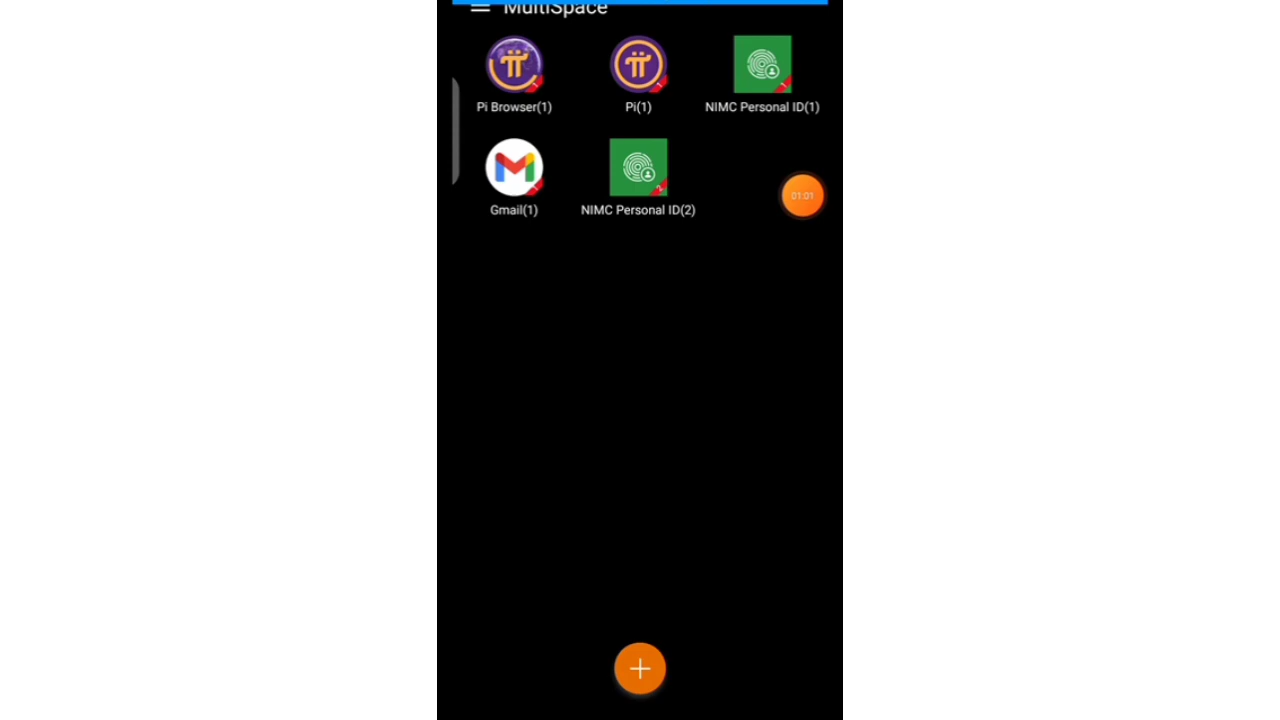 MultiSpace
Pi Browser(1)
Pi(1)
NIMC Personal ID(1)
Gmail(1)
NIMC Personal ID(2)
01:01